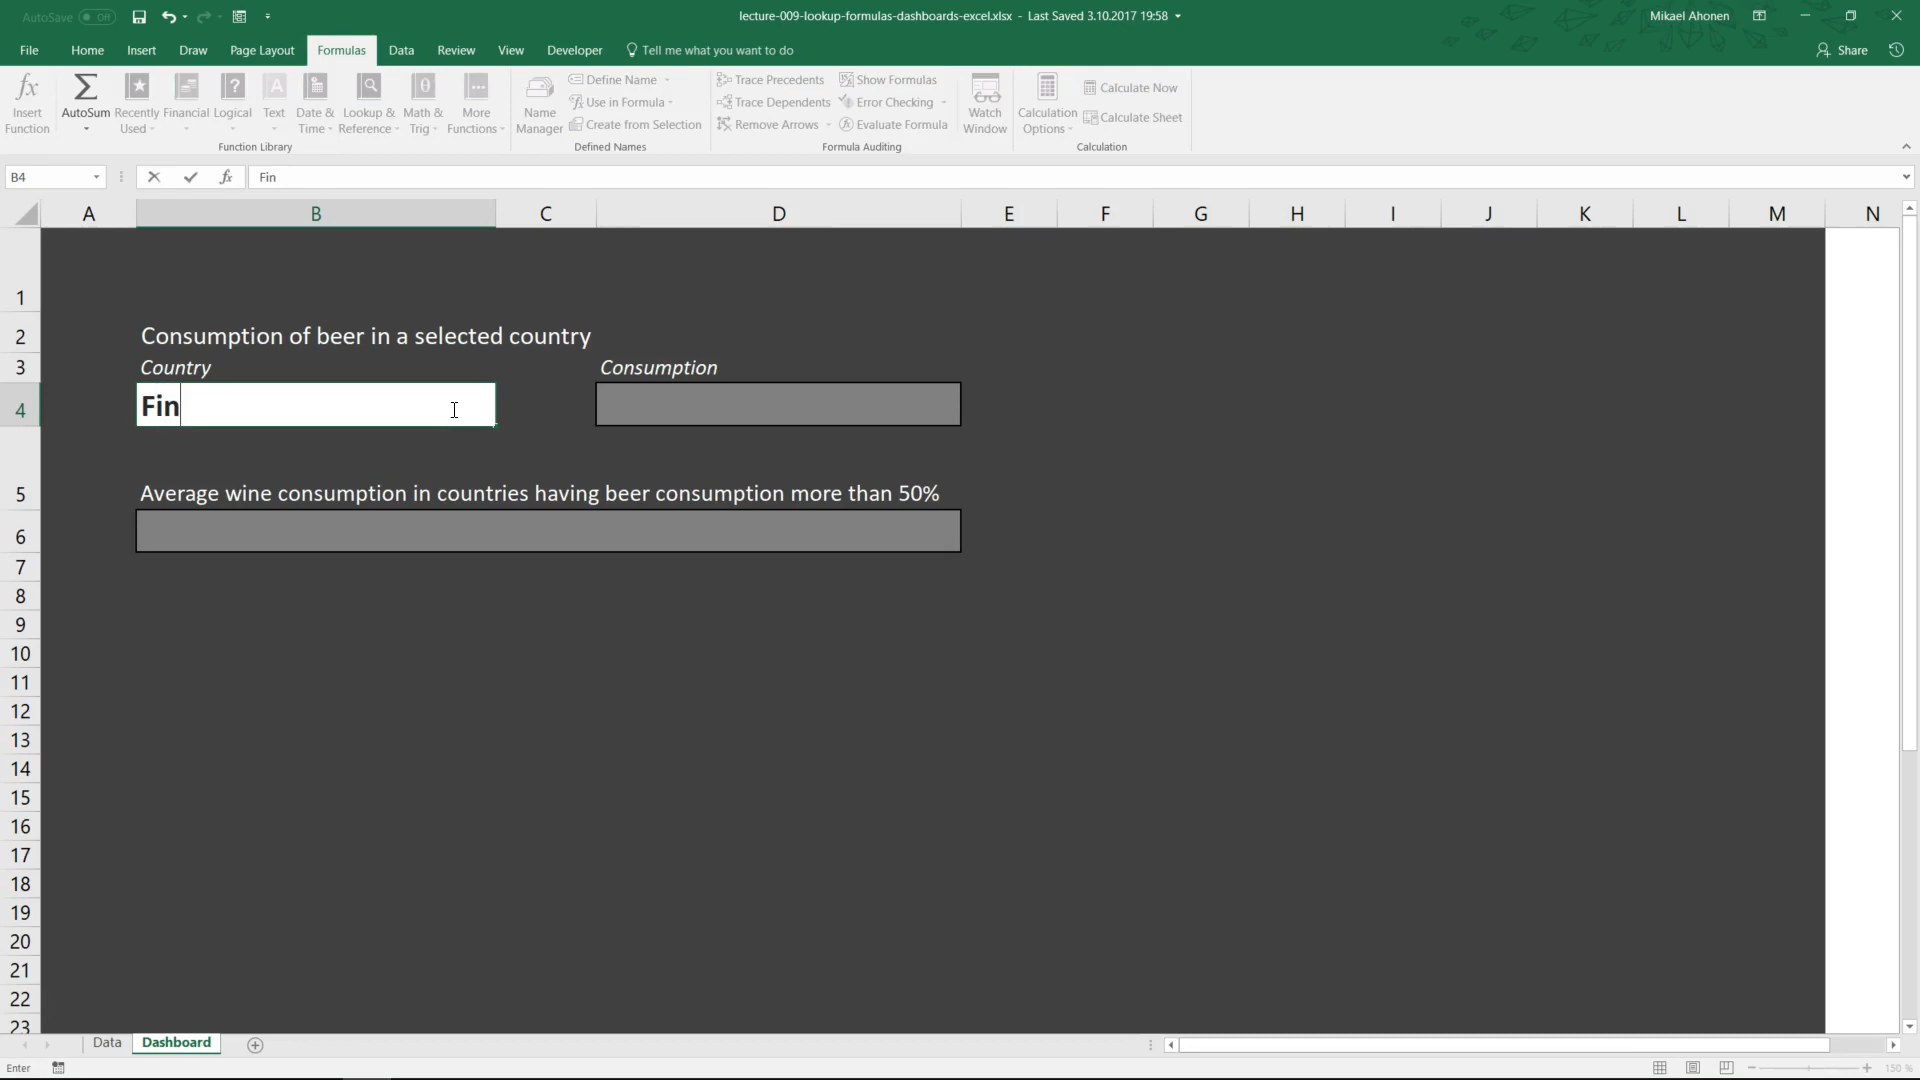 AutoSave Off
lecture-009-lookup-formulas-dashboards-excel.xlsx - Last Saved 3.10.2017 19:58
Mikael Ahonen
File Home Insert Draw Page Layout Formulas Data Review View Developer Tell me what you want to do
Share
Insert Function
AutoSum
Recently Used
Financial
Logical
Text
Date & Time
Lookup & Reference
Math & Trig
More Functions
Function Library
Name Manager
Define Name
Use in Formula
Create from Selection
Defined Names
Trace Precedents
Trace Dependents
Remove Arrows
Show Formulas
Error Checking
Evaluate Formula
Formula Auditing
Watch Window
Calculation Options
Calculate Now
Calculate Sheet
Calculation
B4
fx
Fin
A B C D E F G H I J K L M N
1
2 Consumption of beer in a selected country
3 Country Consumption
4 Fin
5 Average wine consumption in countries having beer consumption more than 50%
6
7
8
9
10
11
12
13
14
15
16
17
18
19
20
21
22
23
Data Dashboard
Enter
150 %